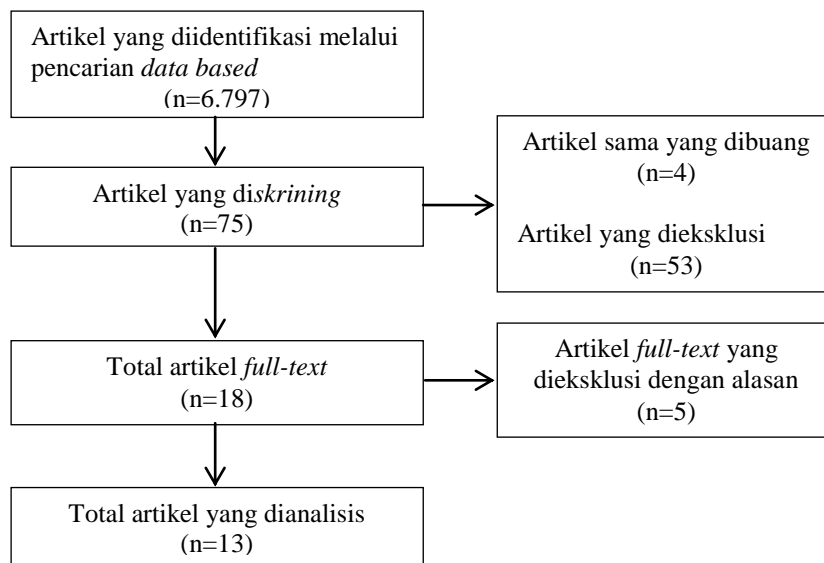 Artikel yang diidentifikasi melalui
pencarian data based
(n=6.797)
Artikel sama yang dibuang
(n=4)
Artikel yang dieksklusi
(n=53)
Artikel yang diskrining
(n=75)
Total artikel full-text
(n=18)
Artikel full-text yang
dieksklusi dengan alasan
(n=5)
Total artikel yang dianalisis
(n=13)